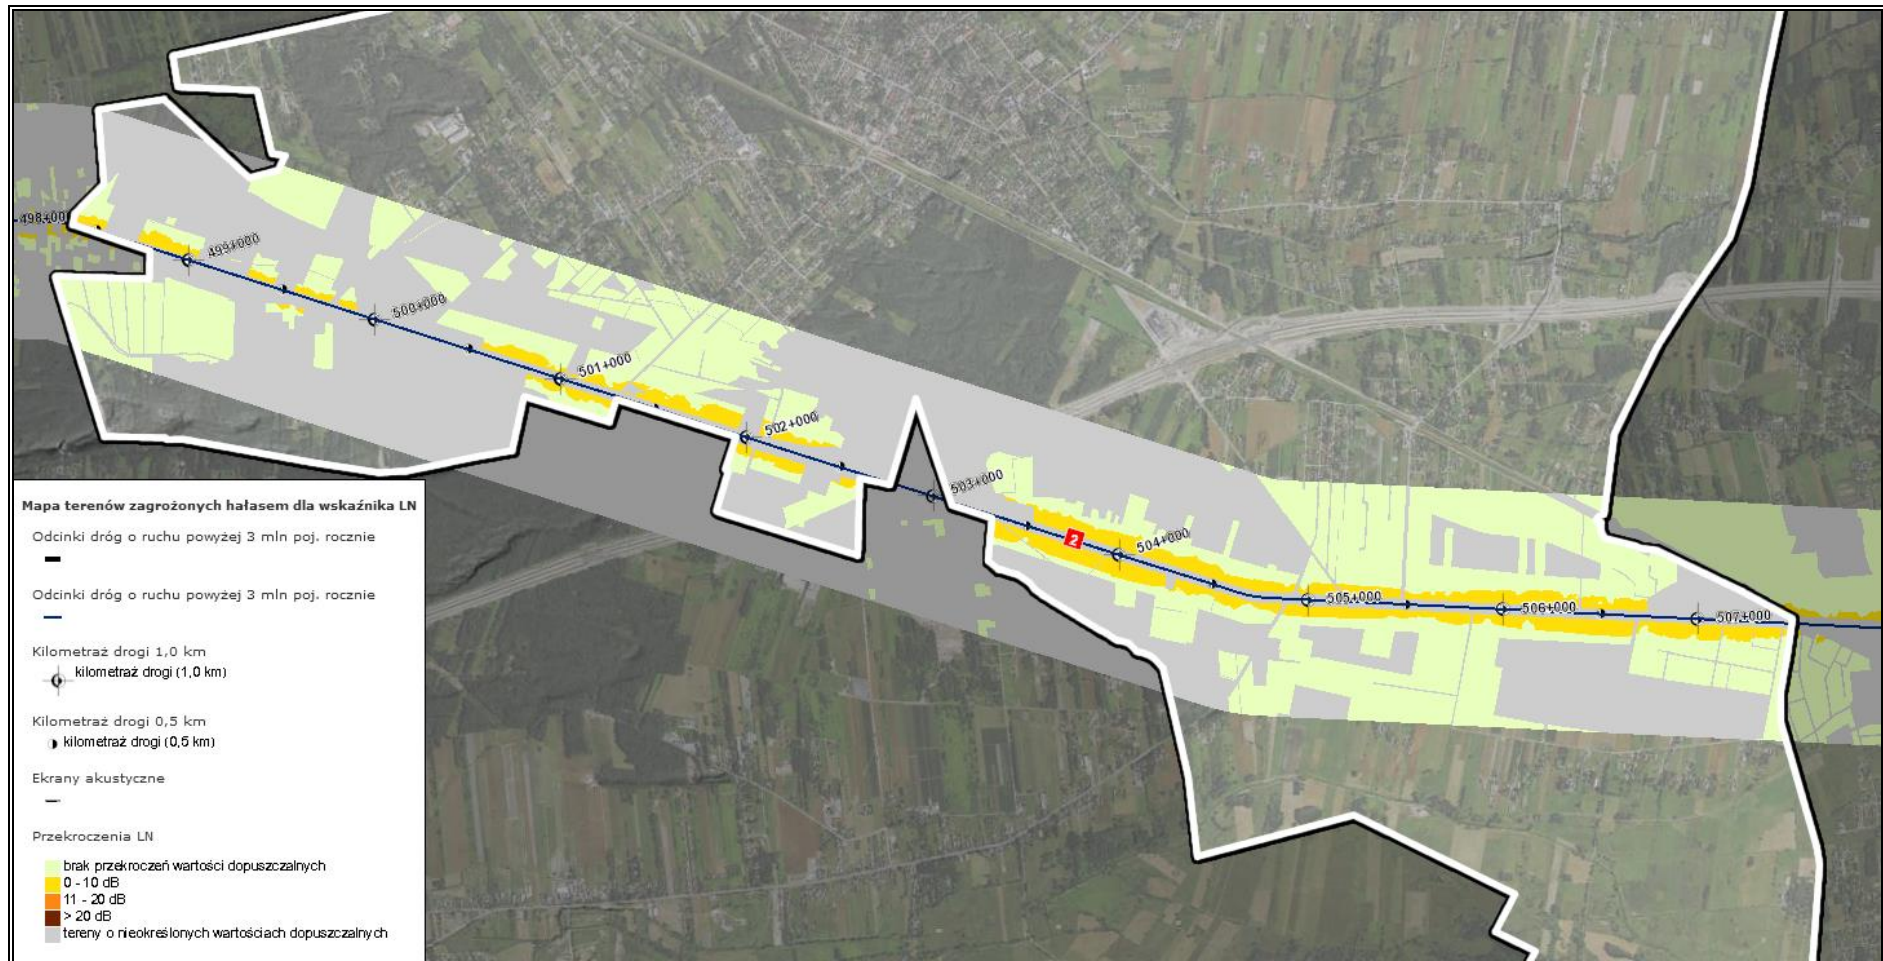 498+000
499+000
500+000
501+000
502+000
503+000
2
504+000
505+000
506+000
507+000
Mapa terenów zagrożonych hałasem dla wskaźnika LN
Odcinki dróg o ruchu powyżej 3 mln poj. rocznie
Odcinki dróg o ruchu powyżej 3 mln poj. rocznie
Kilometraż drogi 1,0 km
kilometraż drogi (1,0 km)
Kilometraż drogi 0,5 km
kilometraż drogi (0,5 km)
Ekrany akustyczne
Przekroczenia LN
brak przekroczeń wartości dopuszczalnych
0 - 10 dB
11 - 20 dB
> 20 dB
tereny o nieokreślonych wartościach dopuszczalnych